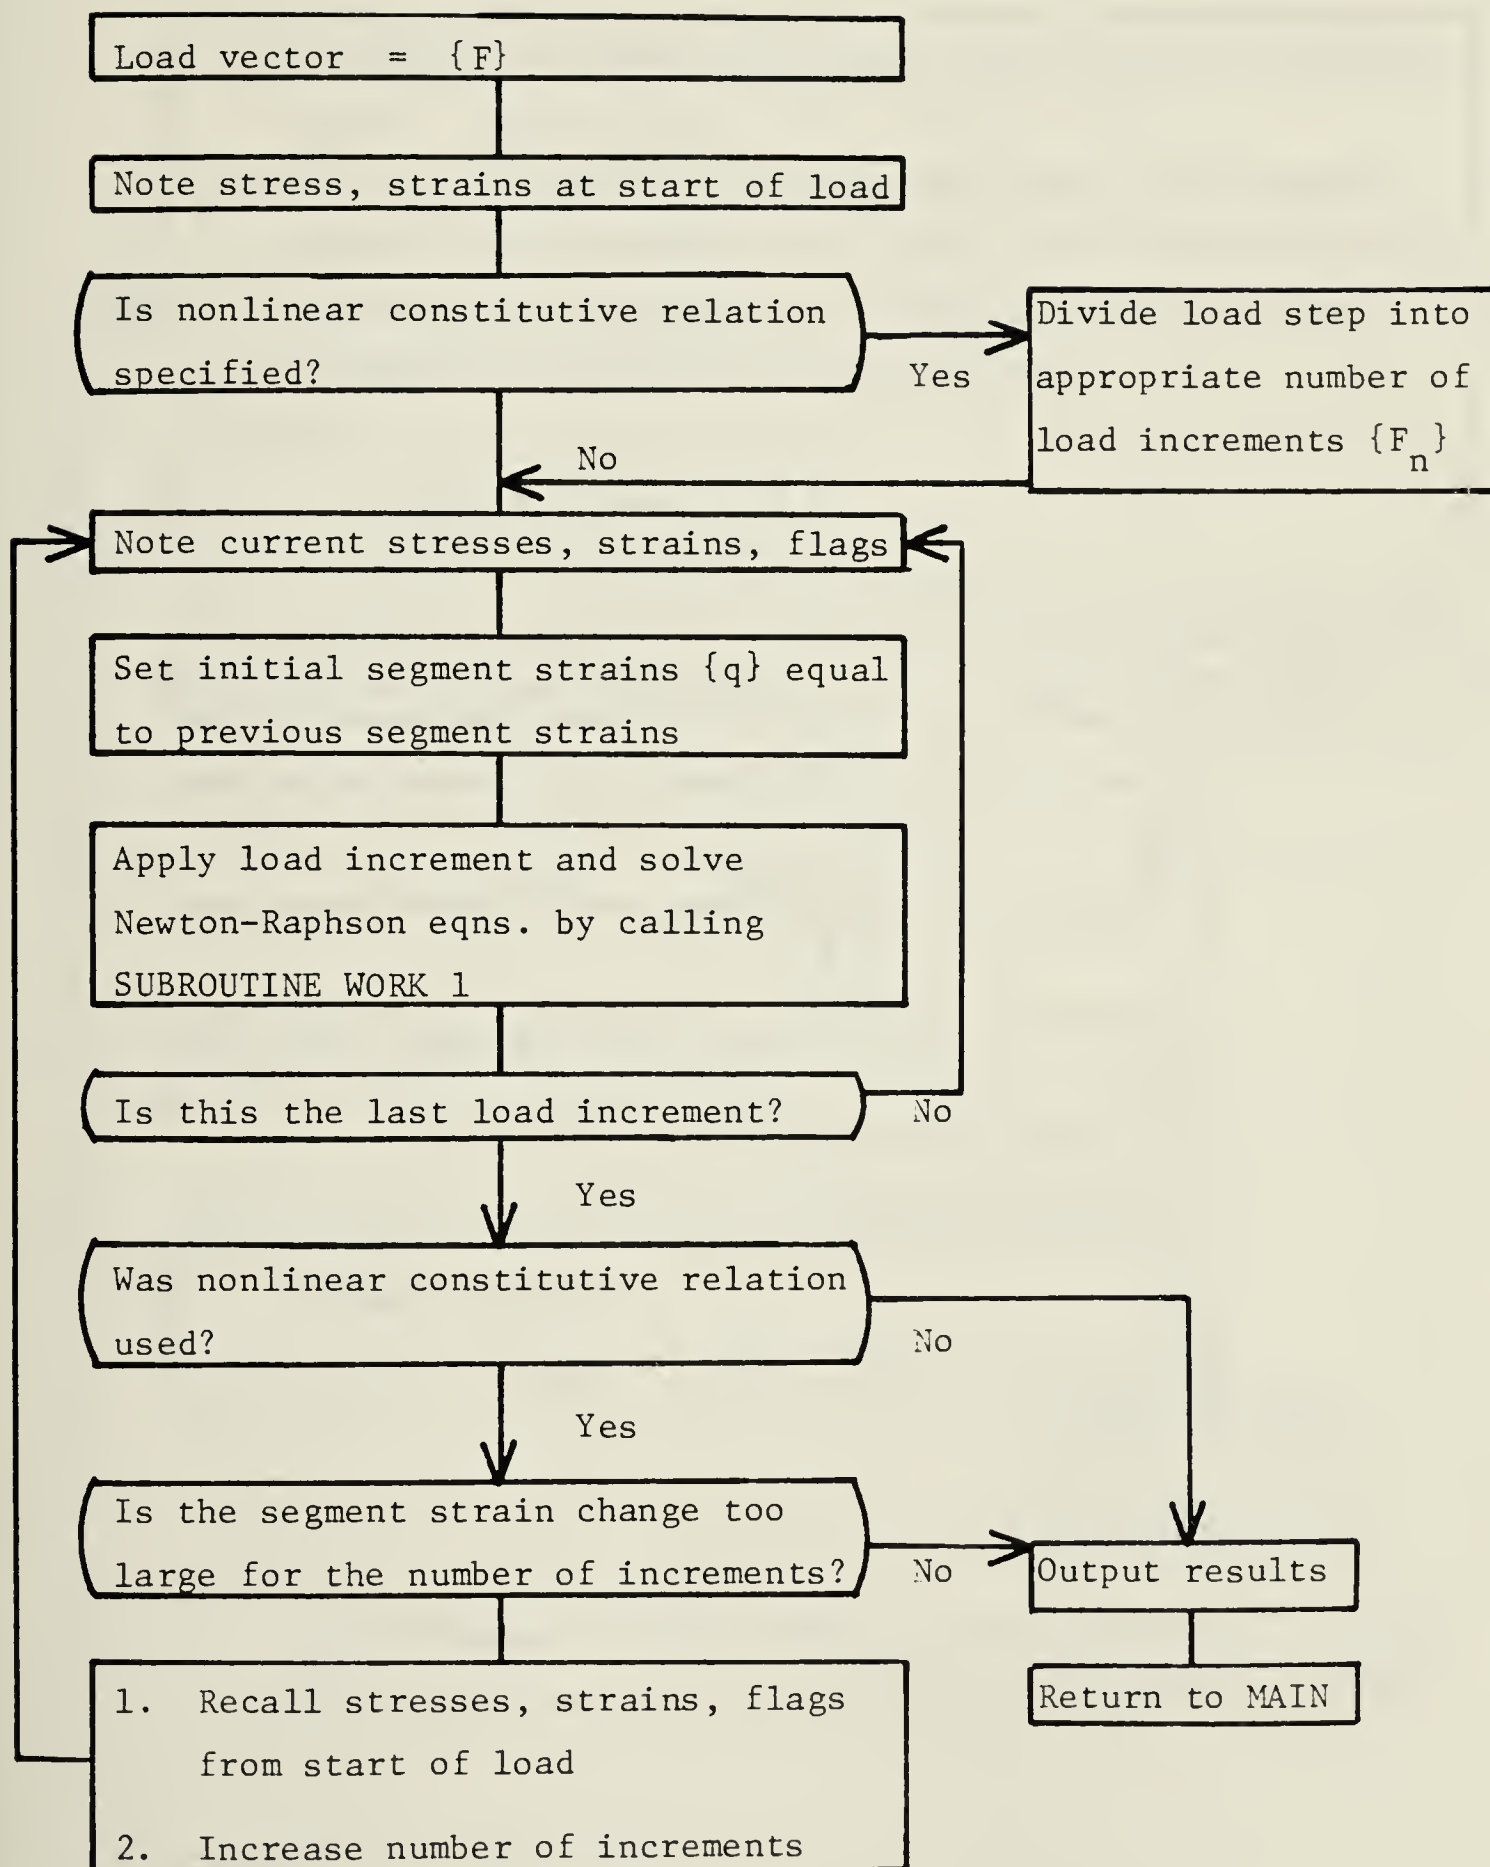 Load vector = {F}
Note stress, strains at start of load
Is nonlinear constitutive relation
specified?
Yes
Divide load step into
appropriate number of
load increments {Fn}
No
Note current stresses, strains, flags
Set initial segment strains {q} equal
to previous segment strains
Apply load increment and solve
Newton-Raphson eqns. by calling
SUBROUTINE WORK 1
Is this the last load increment?
No
Yes
Was nonlinear constitutive relation
used?
No
Yes
Is the segment strain change too
large for the number of increments?
No
Output results
Return to MAIN
1. Recall stresses, strains, flags
from start of load
2. Increase number of increments